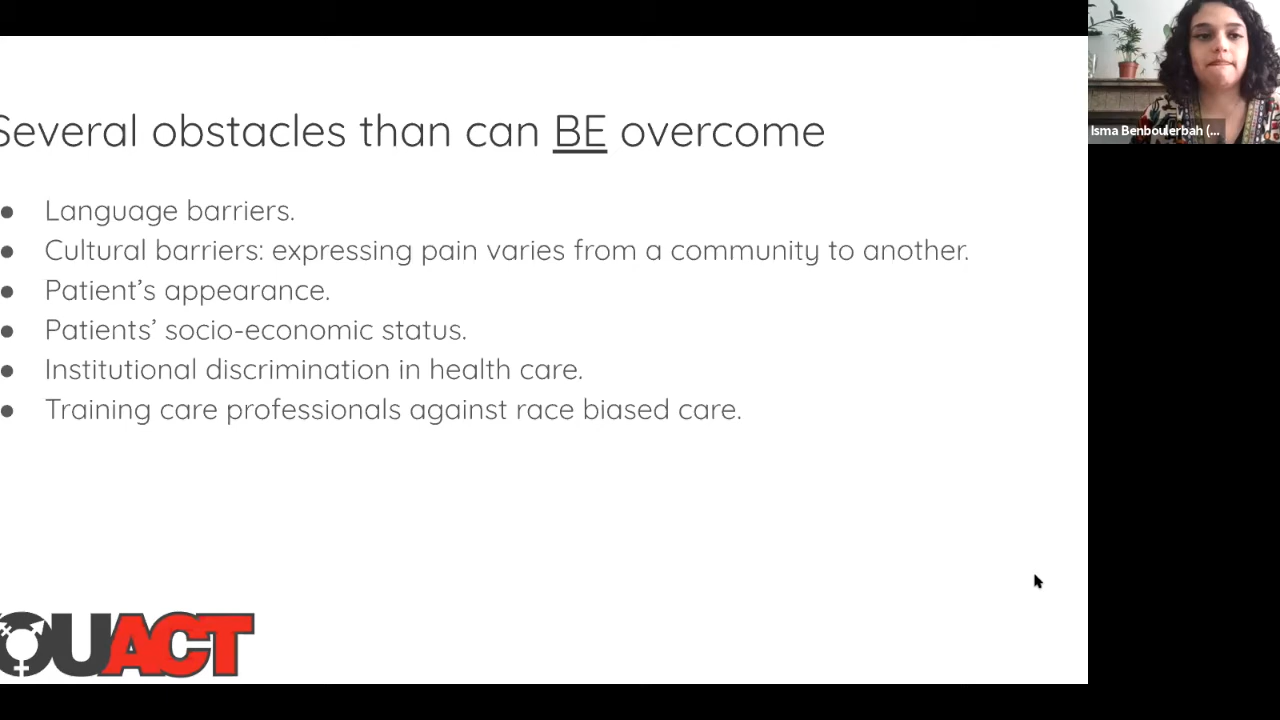 Several obstacles than can BE overcome
Isma Benboulerbah (...
● Language barriers.
● Cultural barriers: expressing pain varies from a community to another.
● Patient's appearance.
● Patients' socio-economic status.
● Institutional discrimination in health care.
● Training care professionals against race biased care.
OUACT